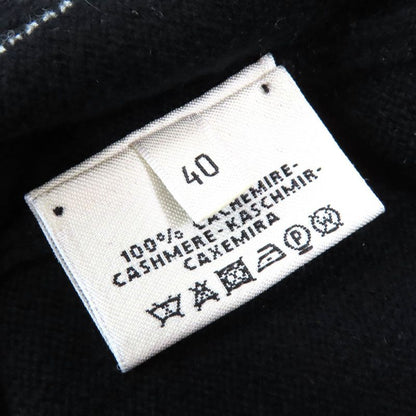 40
100% CACHEMIRE-
CASHMERE-KASCHMIR-
CAXEMIRA